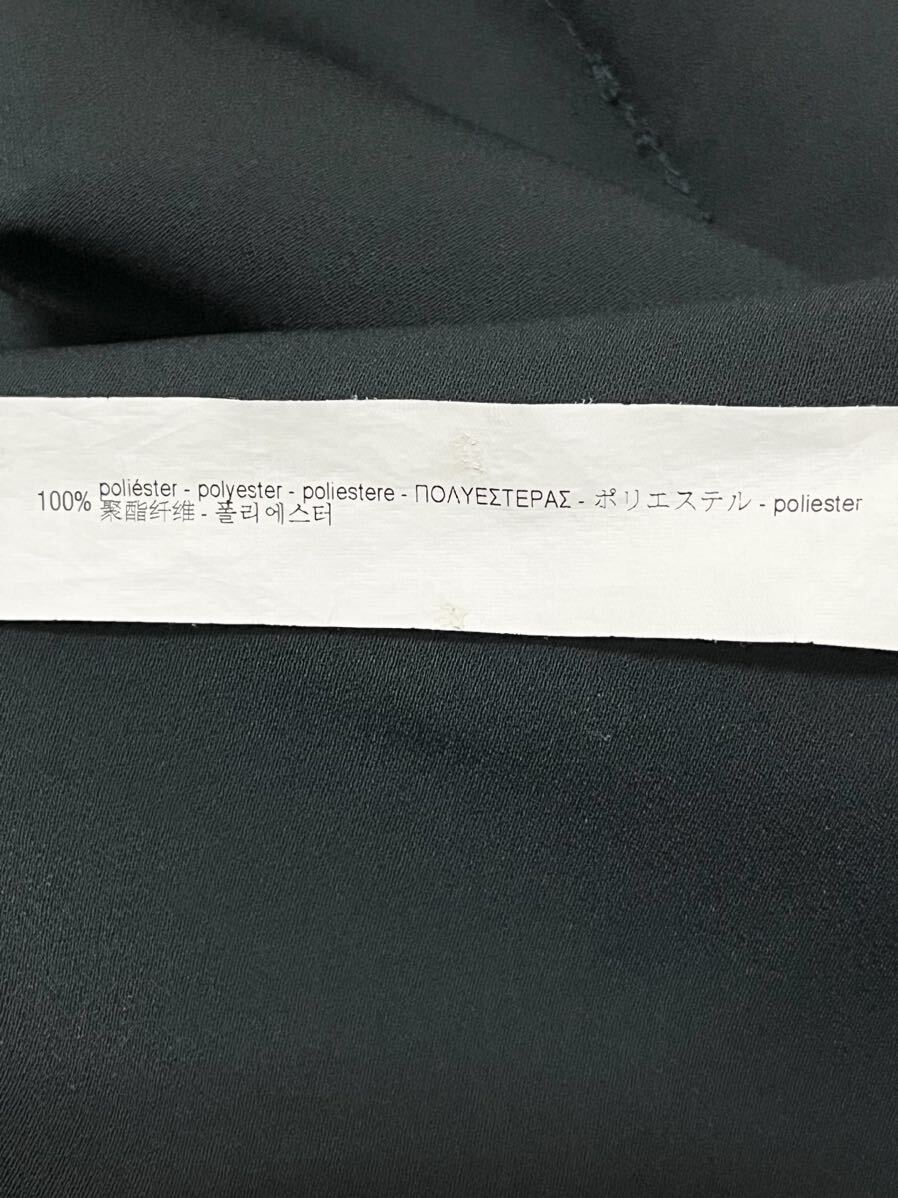 100% poliéster - polyester - poliestere - ΠΟΛΥΕΣΤΕΡΑΣ - ポリエステル - poliester
聚酯纤维 - 폴리에스터